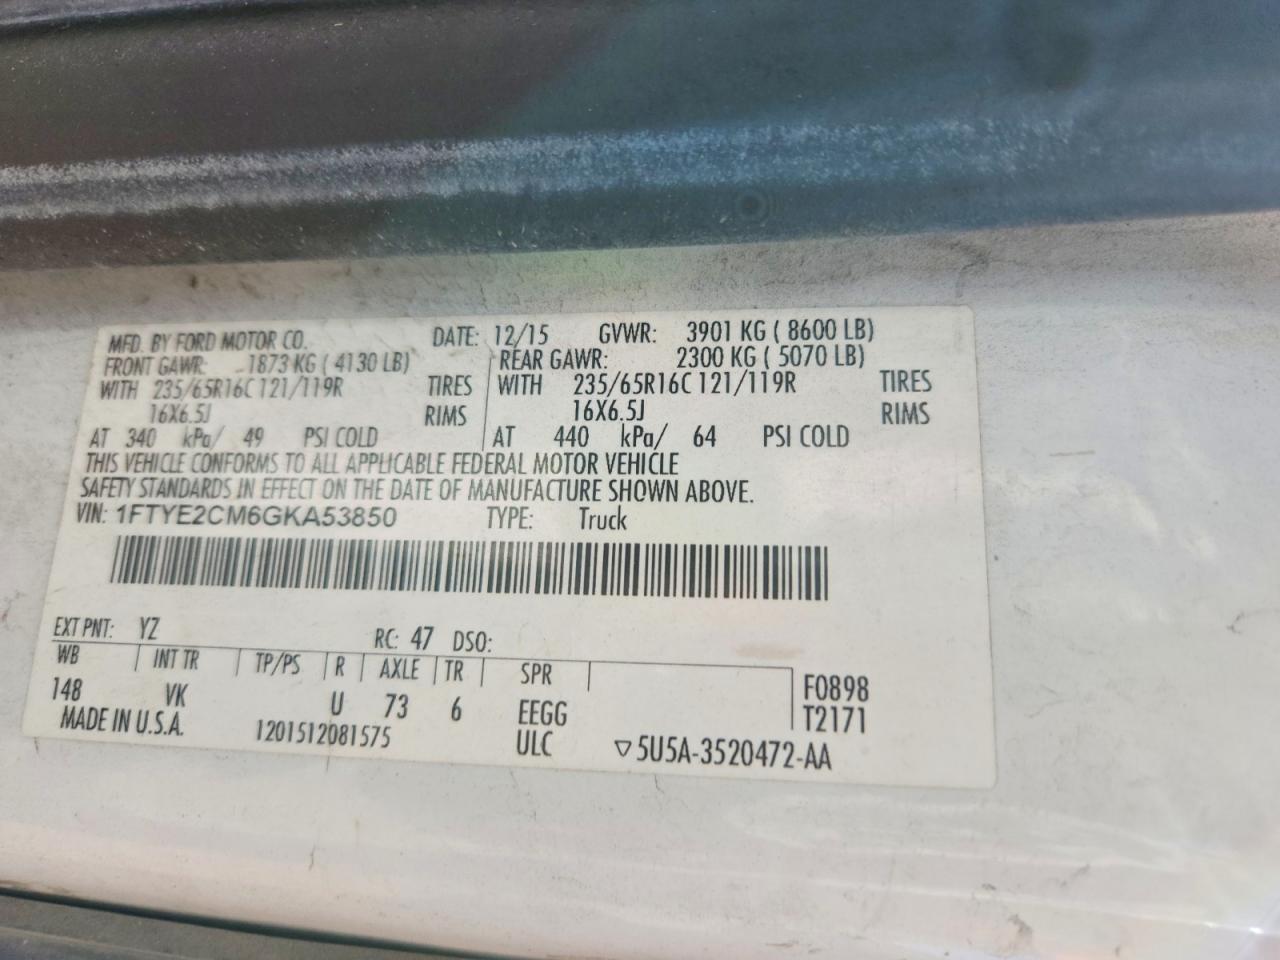 MFD. BY FORD MOTOR CO. DATE: 12/15 GVWR: 3901 KG ( 8600 LB)
FRONT GAWR: 1873 KG ( 4130 LB) REAR GAWR: 2300 KG ( 5070 LB)
WITH 235/65R16C 121/119R TIRES WITH 235/65R16C 121/119R TIRES
16X6.5J RIMS 16X6.5J RIMS
AT 340 kPa/ 49 PSI COLD AT 440 kPa/ 64 PSI COLD
THIS VEHICLE CONFORMS TO ALL APPLICABLE FEDERAL MOTOR VEHICLE
SAFETY STANDARDS IN EFFECT ON THE DATE OF MANUFACTURE SHOWN ABOVE.
VIN: 1FTYE2CM6GKA53850 TYPE: Truck
EXT PNT: YZ RC: 47 DSO:
WB INT TR TP/PS R AXLE TR SPR
148 VK U 73 6 EEGG F0898
MADE IN U.S.A. 1201512081575 ULC T2171
▽5U5A-3520472-AA